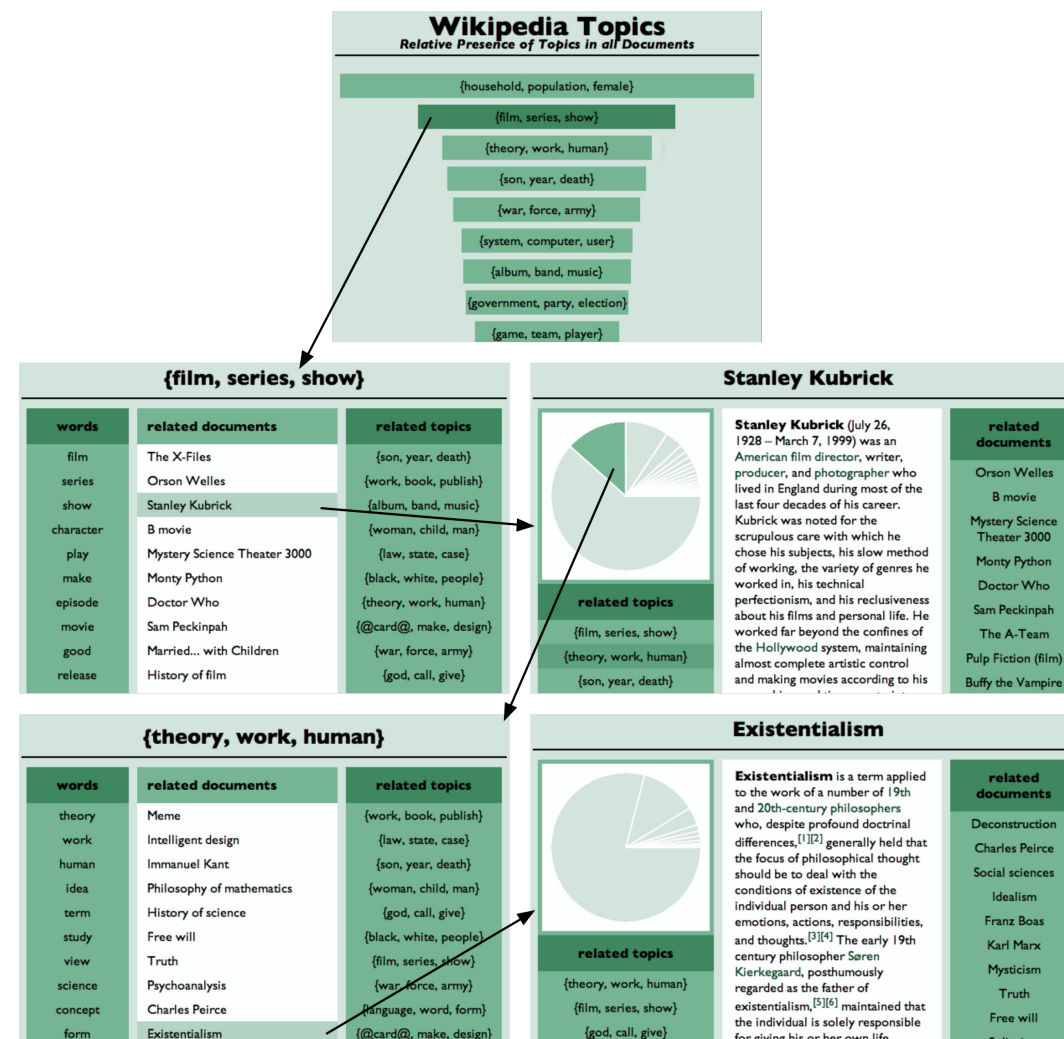 Wikipedia Topics
Relative Presence of Topics in all Documents
{household, population, female}
{film, series, show}
{theory, work, human}
{son, year, death}
{war, force, army}
{system, computer, user}
{album, band, music}
{government, party, election}
{game, team, player}
{film, series, show}
words
film
series
show
character
play
make
episode
movie
good
release
related documents
The X-Files
Orson Welles
Stanley Kubrick
B movie
Mystery Science Theater 3000
Monty Python
Doctor Who
Sam Peckinpah
Married... with Children
History of film
related topics
{son, year, death}
{work, book, publish}
{album, band, music}
{woman, child, man}
{law, state, case}
{black, white, people}
{theory, work, human}
{@card@, make, design}
{war, force, army}
{god, call, give}
Stanley Kubrick
related topics
{film, series, show}
{theory, work, human}
{son, year, death}
Stanley Kubrick (July 26,
1928 – March 7, 1999) was an
American film director, writer,
producer, and photographer who
lived in England during most of the
last four decades of his career.
Kubrick was noted for the
scrupulous care with which he
chose his subjects, his slow method
of working, the variety of genres he
worked in, his technical
perfectionism, and his reclusiveness
about his films and personal life. He
worked far beyond the confines of
the Hollywood system, maintaining
almost complete artistic control
and making movies according to his
related
documents
Orson Welles
B movie
Mystery Science
Theater 3000
Monty Python
Doctor Who
Sam Peckinpah
The A-Team
Pulp Fiction (film)
Buffy the Vampire
{theory, work, human}
words
theory
work
human
idea
term
study
view
science
concept
form
related documents
Meme
Intelligent design
Immanuel Kant
Philosophy of mathematics
History of science
Free will
Truth
Psychoanalysis
Charles Peirce
Existentialism
related topics
{work, book, publish}
{law, state, case}
{son, year, death}
{woman, child, man}
{god, call, give}
{black, white, people}
{film, series, show}
{war, force, army}
{language, word, form}
{@card@, make, design}
Existentialism
related topics
{theory, work, human}
{film, series, show}
{god, call, give}
Existentialism is a term applied
to the work of a number of 19th
and 20th-century philosophers
who, despite profound doctrinal
differences,[1][2] generally held that
the focus of philosophical thought
should be to deal with the
conditions of existence of the
individual person and his or her
emotions, actions, responsibilities,
and thoughts.[3][4] The early 19th
century philosopher Søren
Kierkegaard, posthumously
regarded as the father of
existentialism,[5][6] maintained that
the individual is solely responsible
for giving his or her own life
related
documents
Deconstruction
Charles Peirce
Social sciences
Idealism
Franz Boas
Karl Marx
Mysticism
Truth
Free will